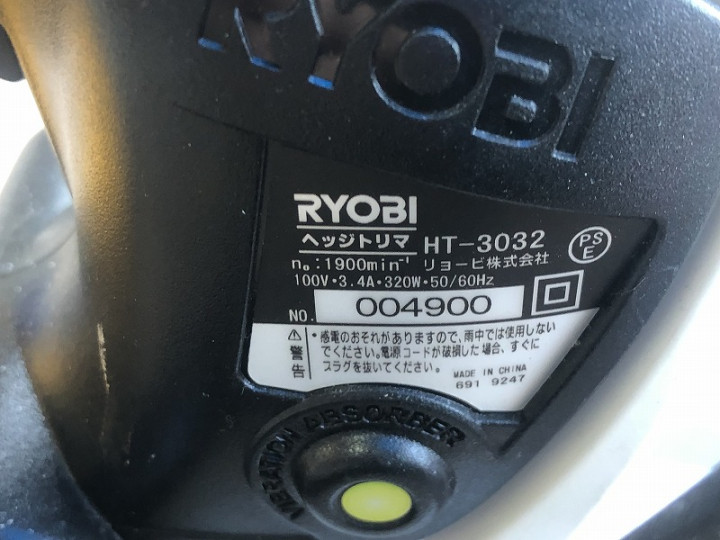 RYOBI
RYOBI
ヘッジトリマ HT-3032
PS
E
n₀:1900min⁻¹ リョービ株式会社
100V・3.4A・320W・50/60Hz
NO. 004900
⚠警告
・感電のおそれがありますので、雨中では使用しない
でください。電源コードが破損した場合、すぐに
プラグを抜いてください。
MADE IN CHINA
691 9247
VIBRATION ABSORBER